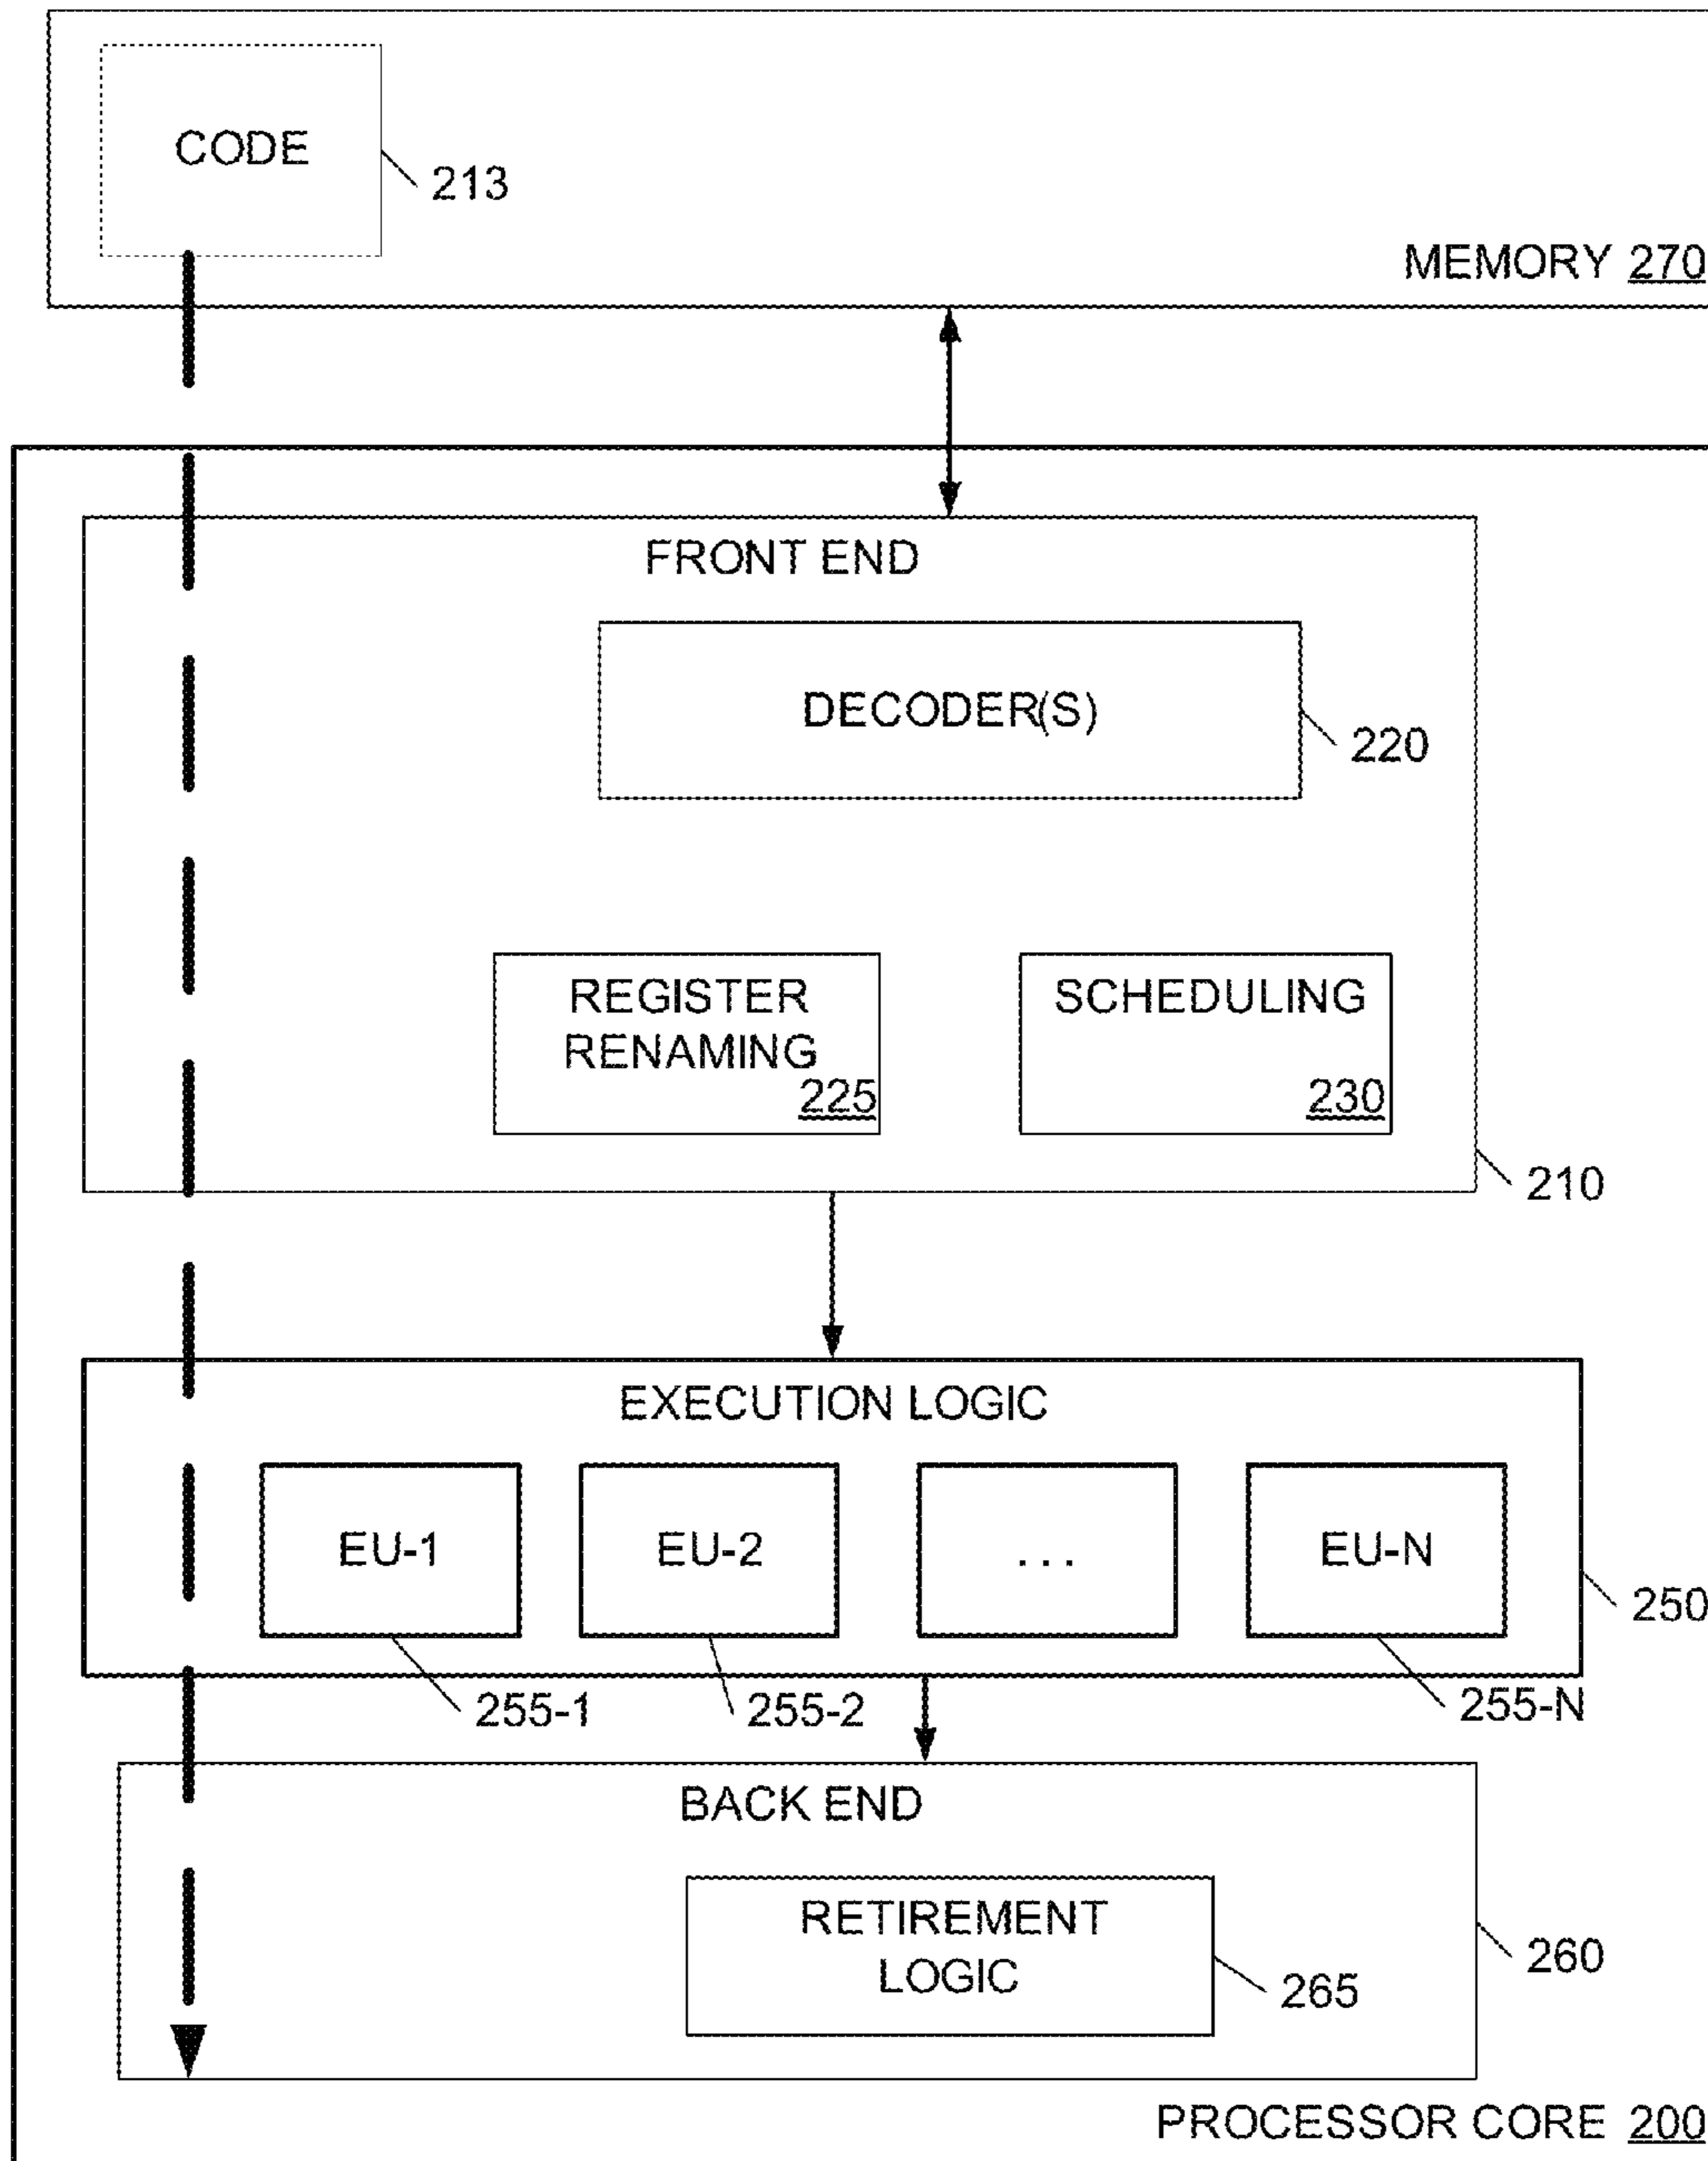 CODE
213
MEMORY 270
FRONT END
DECODER(S)
220
REGISTER
RENAMING
225
SCHEDULING
230
210
EXECUTION LOGIC
EU-1
EU-2
...
EU-N
250
255-1
255-2
255-N
BACK END
RETIREMENT
LOGIC
265
260
PROCESSOR CORE 200